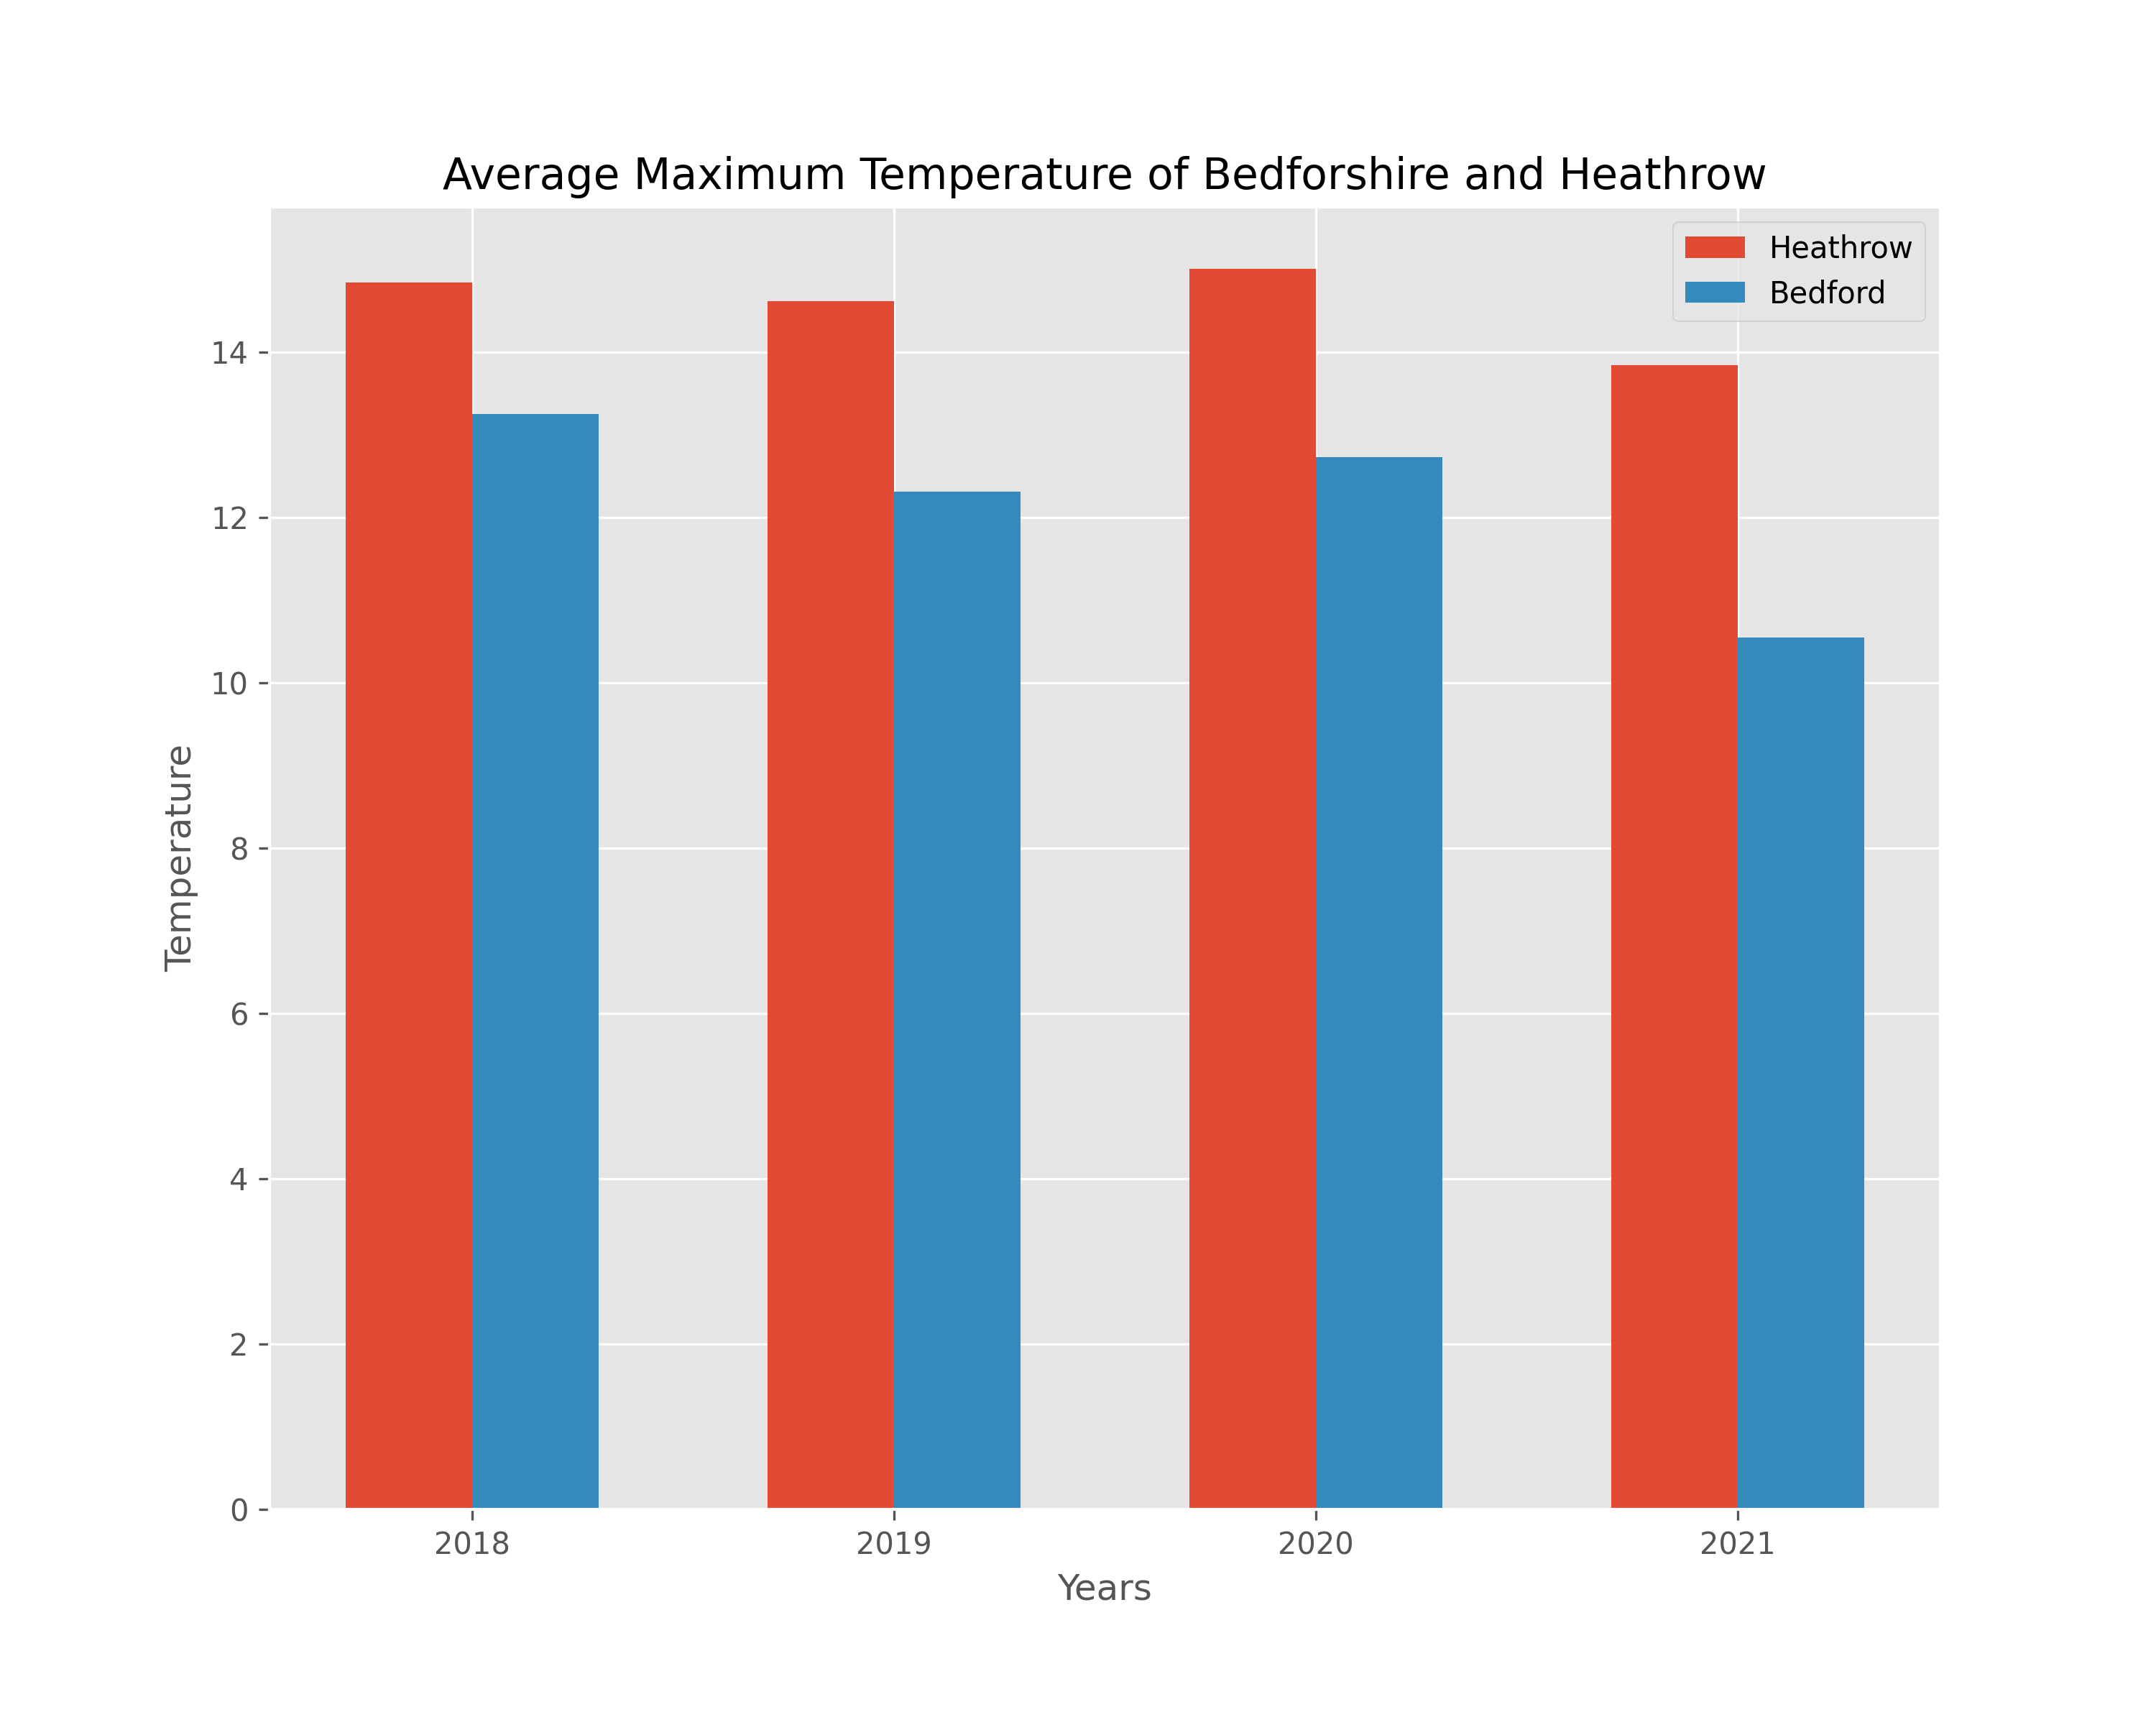 Average Maximum Temperature of Bedforshire and Heathrow
Heathrow
Bedford
14
12
10
8
6
4
2
0
Temperature
2018 2019 2020 2021
Years